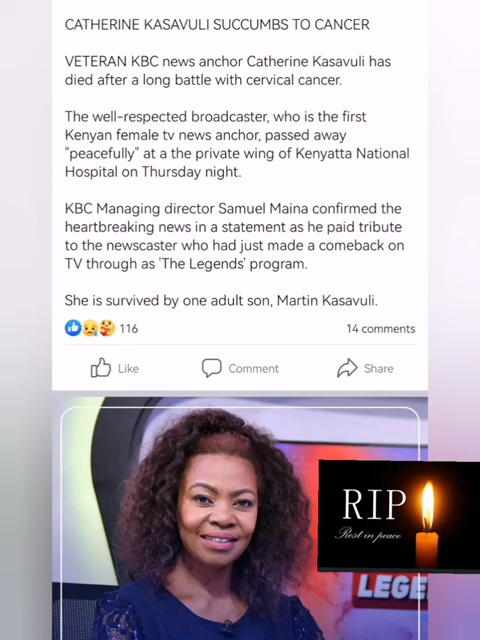 CATHERINE KASAVULI SUCCUMBS TO CANCER
VETERAN KBC news anchor Catherine Kasavuli has
died after a long battle with cervical cancer.
The well-respected broadcaster, who is the first
Kenyan female tv news anchor, passed away
"peacefully" at a the private wing of Kenyatta National
Hospital on Thursday night.
KBC Managing director Samuel Maina confirmed the
heartbreaking news in a statement as he paid tribute
to the newscaster who had just made a comeback on
TV through as 'The Legends' program.
She is survived by one adult son, Martin Kasavuli.
116 14 comments
Like Comment Share
RIP
Rest in peace
LEGE